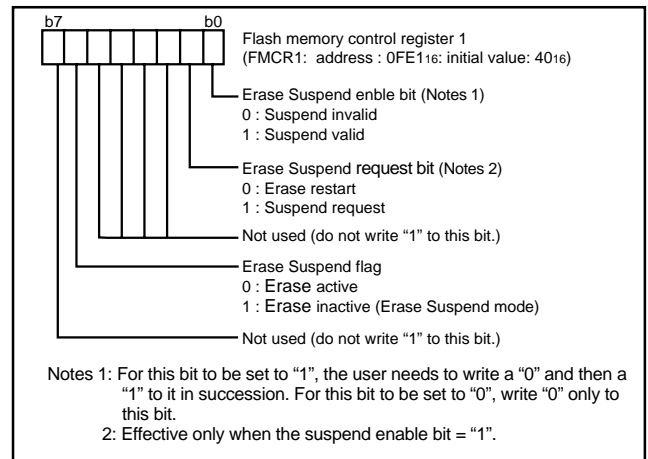 b7 b0
Flash memory control register 1
(FMCR1: address : 0FE116: initial value: 4016)
Erase Suspend enble bit (Notes 1)
0 : Suspend invalid
1 : Suspend valid
Erase Suspend request bit (Notes 2)
0 : Erase restart
1 : Suspend request
Not used (do not write “1” to this bit.)
Erase Suspend flag
0 : Erase active
1 : Erase inactive (Erase Suspend mode)
Not used (do not write “1” to this bit.)
Notes 1: For this bit to be set to “1”, the user needs to write a “0” and then a
“1” to it in succession. For this bit to be set to “0”, write “0” only to
this bit.
2: Effective only when the suspend enable bit = “1”.